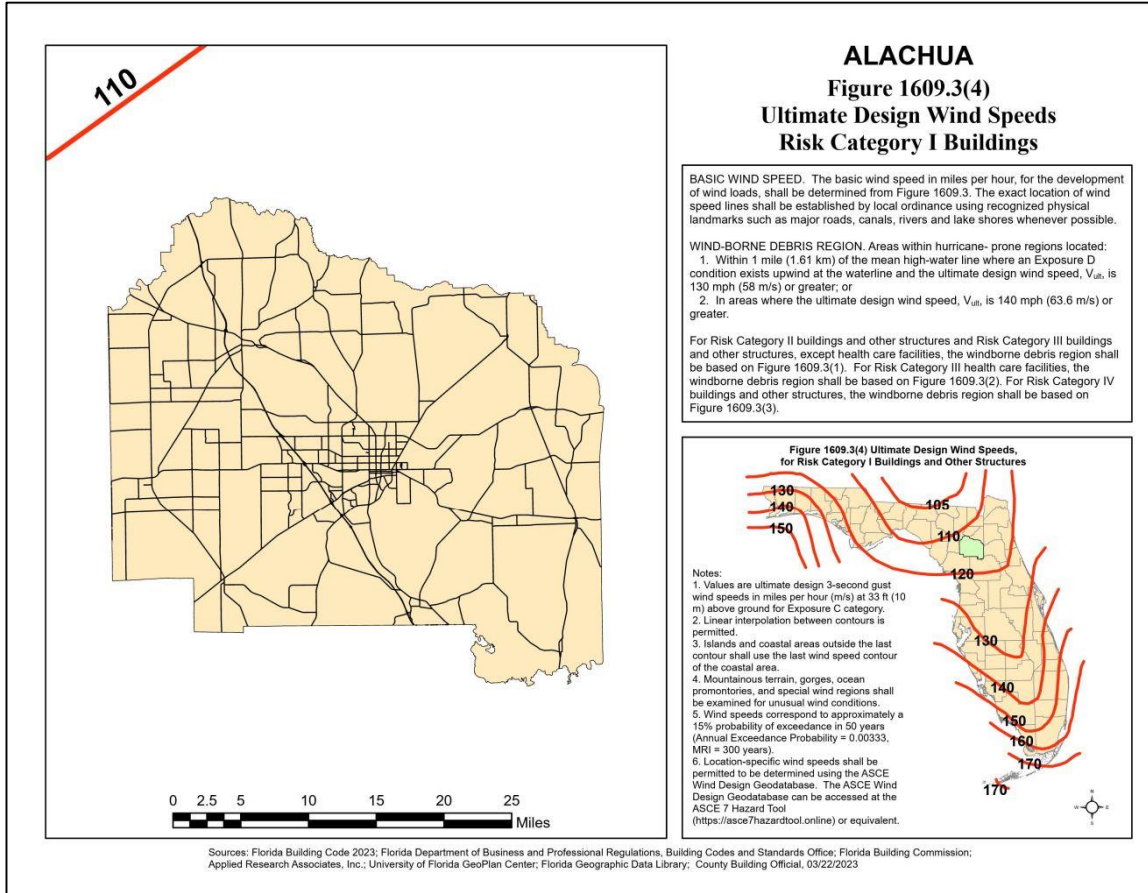 110
ALACHUA
Figure 1609.3(4)
Ultimate Design Wind Speeds
Risk Category I Buildings
BASIC WIND SPEED. The basic wind speed in miles per hour, for the development
of wind loads, shall be determined from Figure 1609.3. The exact location of wind
speed lines shall be established by local ordinance using recognized physical
landmarks such as major roads, canals, rivers and lake shores whenever possible.
WIND-BORNE DEBRIS REGION. Areas within hurricane- prone regions located:
1. Within 1 mile (1.61 km) of the mean high-water line where an Exposure D
condition exists upwind at the waterline and the ultimate design wind speed, Vult, is
130 mph (58 m/s) or greater; or
2. In areas where the ultimate design wind speed, Vult, is 140 mph (63.6 m/s) or
greater.
For Risk Category II buildings and other structures and Risk Category III buildings
and other structures, except health care facilities, the windborne debris region shall
be based on Figure 1609.3(1). For Risk Category III health care facilities, the
windborne debris region shall be based on Figure 1609.3(2). For Risk Category IV
buildings and other structures, the windborne debris region shall be based on
Figure 1609.3(3).
Figure 1609.3(4) Ultimate Design Wind Speeds,
for Risk Category I Buildings and Other Structures
130
140
150
105
110
120
130
140
150
160
170
170
Notes:
1. Values are ultimate design 3-second gust
wind speeds in miles per hour (m/s) at 33 ft (10
m) above ground for Exposure C category.
2. Linear interpolation between contours is
permitted.
3. Islands and coastal areas outside the last
contour shall use the last wind speed contour
of the coastal area.
4. Mountainous terrain, gorges, ocean
promontories, and special wind regions shall
be examined for unusual wind conditions.
5. Wind speeds correspond to approximately a
15% probability of exceedance in 50 years
(Annual Exceedance Probability = 0.00333,
MRI = 300 years).
6. Location-specific wind speeds shall be
permitted to be determined using the ASCE
Wind Design Geodatabase. The ASCE Wind
Design Geodatabase can be accessed at the
ASCE 7 Hazard Tool
(https://asce7hazardtool.online) or equivalent.
N
W E
S
0 2.5 5 10 15 20 25
Miles
Sources: Florida Building Code 2023; Florida Department of Business and Professional Regulations, Building Codes and Standards Office; Florida Building Commission;
Applied Research Associates, Inc.; University of Florida GeoPlan Center; Florida Geographic Data Library; County Building Official, 03/22/2023